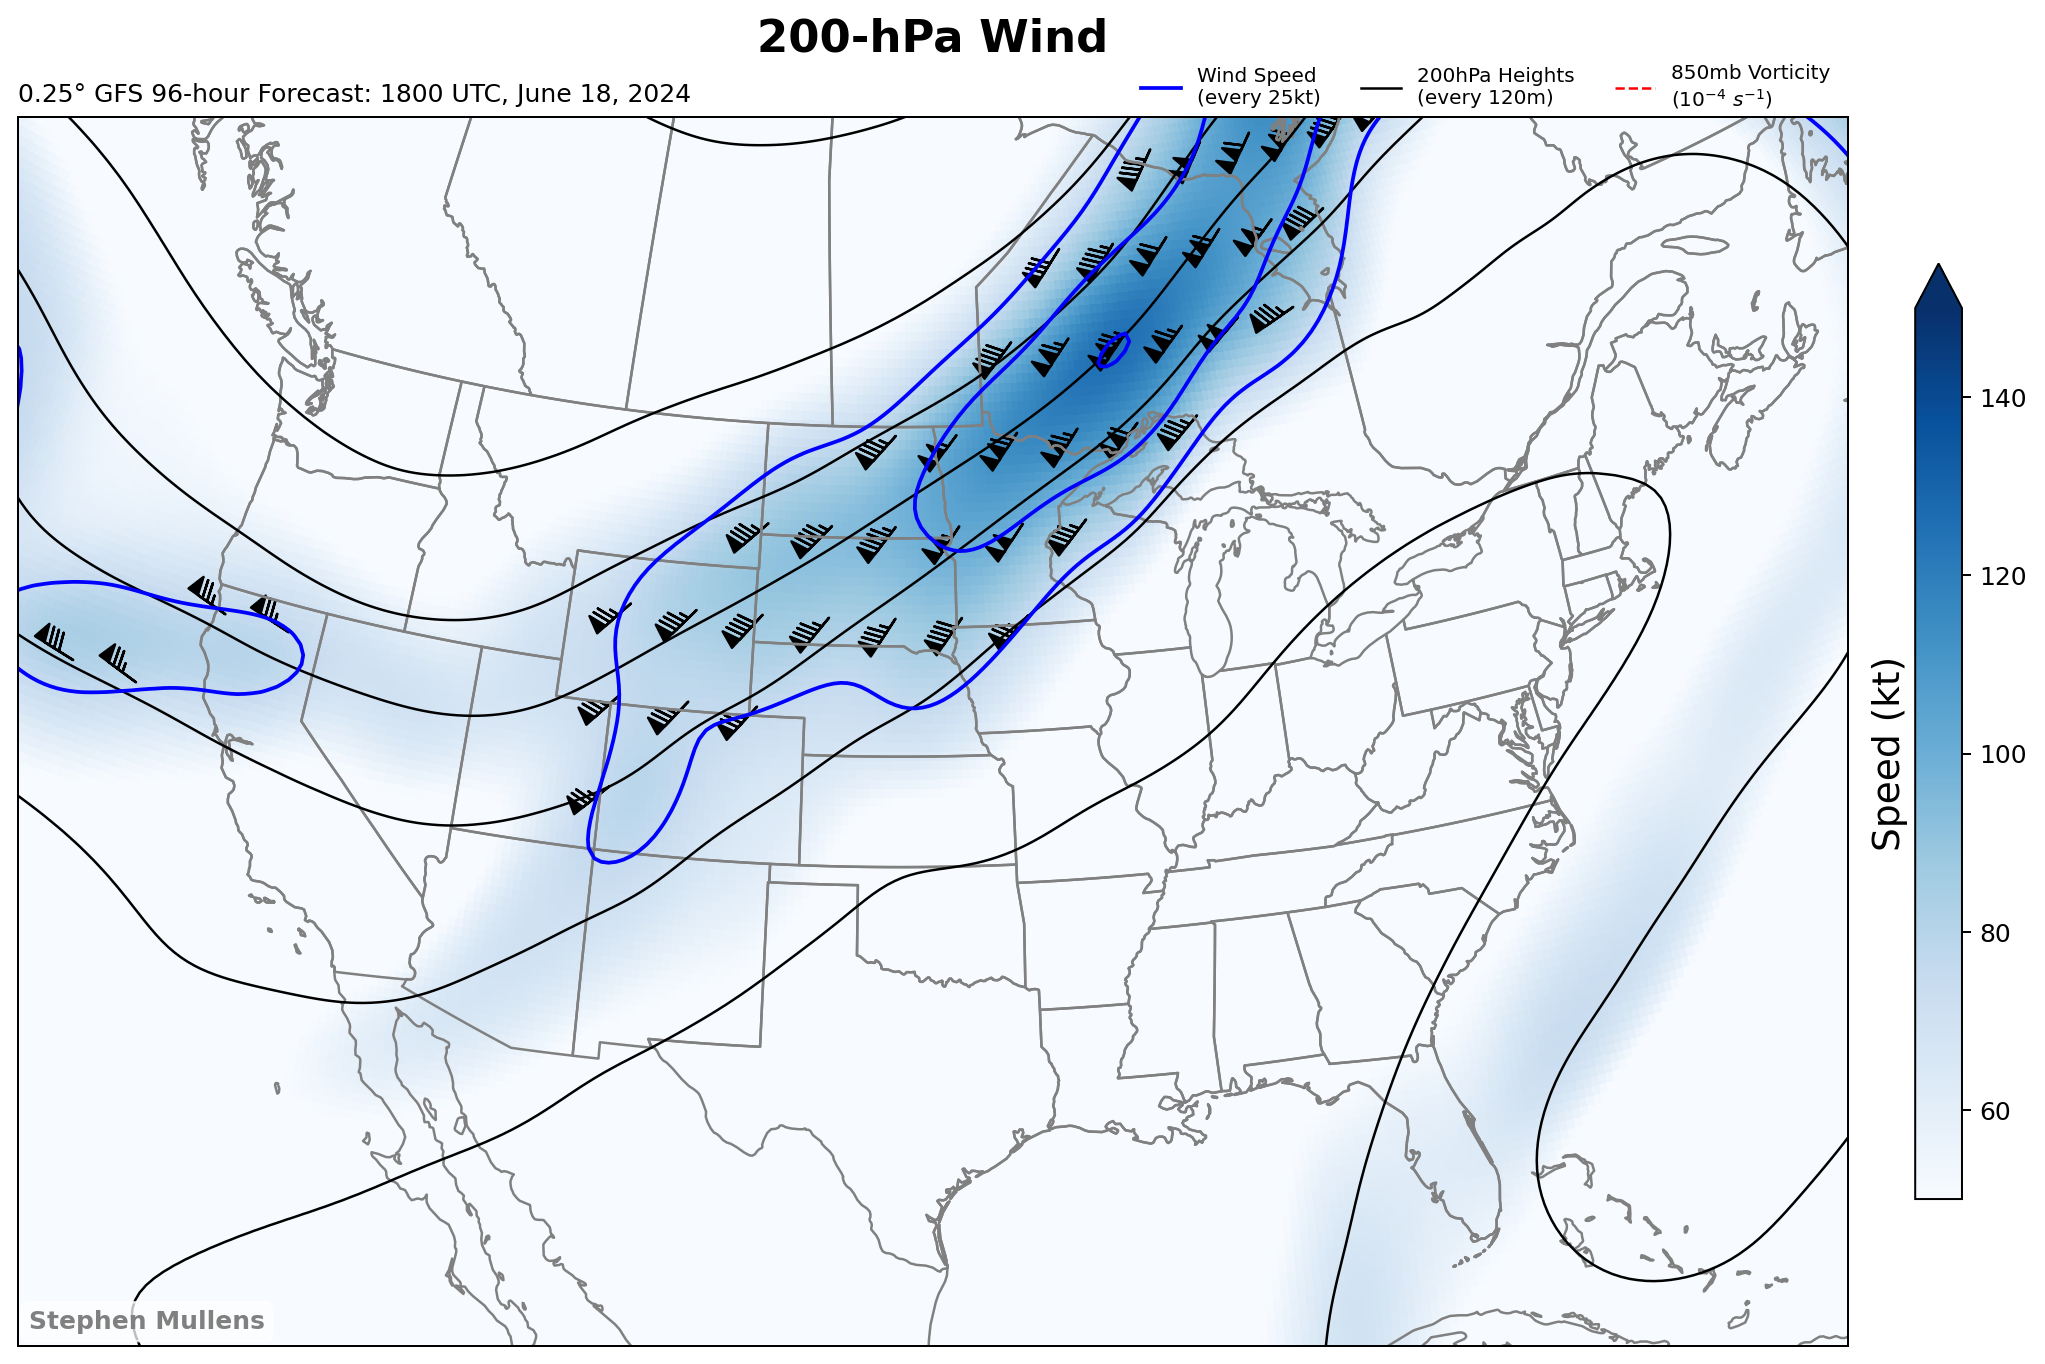 200-hPa Wind
0.25° GFS 96-hour Forecast: 1800 UTC, June 18, 2024
Wind Speed
(every 25kt)
200hPa Heights
(every 120m)
850mb Vorticity
(10⁻⁴ s⁻¹)
140
120
100
80
60
Speed (kt)
Stephen Mullens